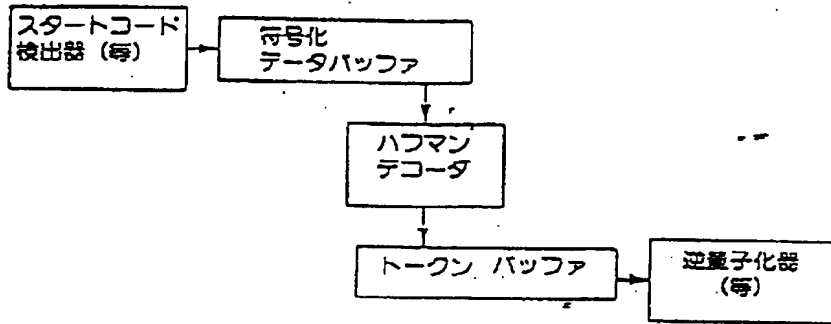 スタートコード
検出器 (等)
符号化
データバッファ
ハフマン
デコーダ
トークン バッファ
逆量子化器
(等)